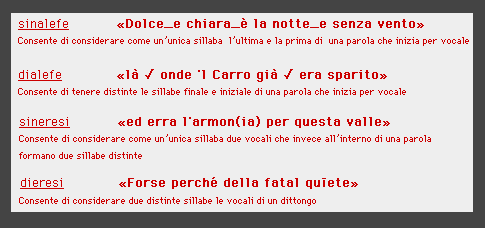 sinalefe «Dolce_e chiara_è la notte_e senza vento»
Consente di considerare come un'unica sillaba l'ultima e la prima di una parola che inizia per vocale
dialefe «là √ onde 'l Carro già √ era sparito»
Consente di tenere distinte le sillabe finale e iniziale di una parola che inizia per vocale
sineresi «ed erra l'armon(ia) per questa valle»
Consente di considerare come un'unica sillaba due vocali che invece all'interno di una parola
formano due sillabe distinte
dieresi «Forse perché della fatal quïete»
Consente di considerare due distinte sillabe le vocali di un dittongo